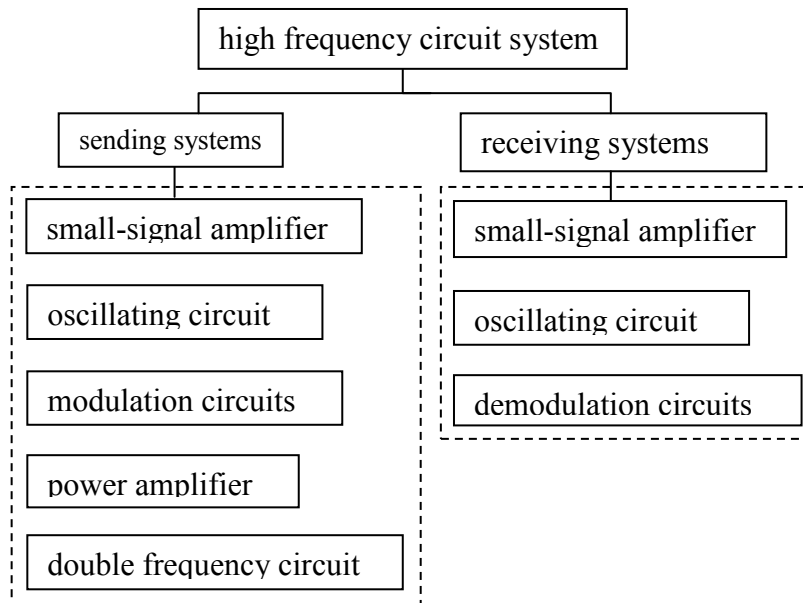 high frequency circuit system
sending systems
receiving systems
small-signal amplifier
oscillating circuit
modulation circuits
power amplifier
double frequency circuit
small-signal amplifier
oscillating circuit
demodulation circuits